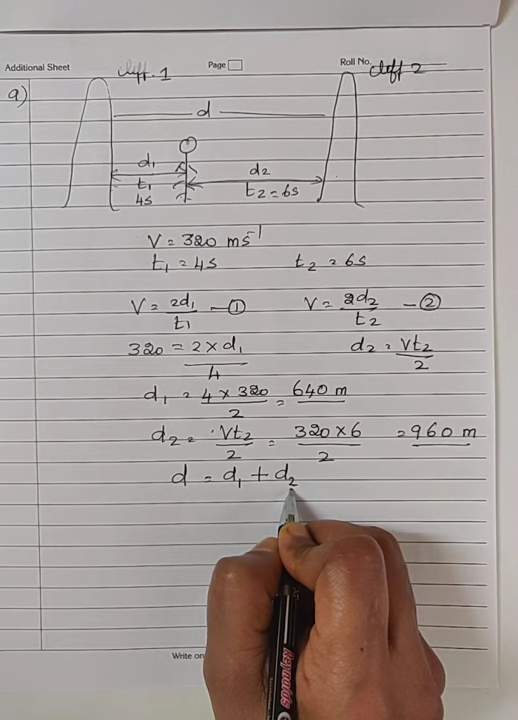 Additional Sheet
Page
Roll No.
cliff 1
cliff 2
a)
d
d₁
d₂
t₁
t₂ = 6s
4s
V = 320 ms⁻¹
t₁ = 4s t₂ = 6s
V = 2d₁/t₁ — ① V = 2d₂/t₂ — ②
320 = 2 × d₁/4 d₂ = Vt₂/2
d₁ = 4 × 320/2 = 640 m
d₂ = Vt₂/2 = 320 × 6/2 = 960 m
d = d₁ + d₂
Write on
Reynolds